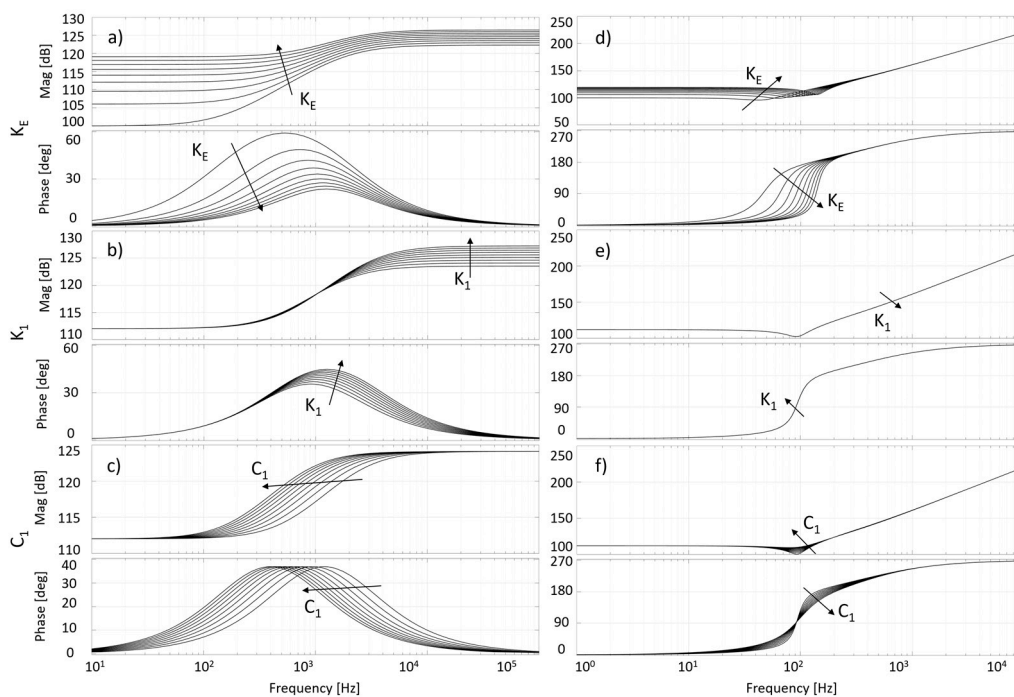 a)
Mag [dB]
130
125
120
115
110
105
100
K_E
K_E
Phase [deg]
60
30
0
K_E
b)
Mag [dB]
130
125
120
115
110
K_1
K_1
Phase [deg]
60
30
0
K_1
c)
Mag [dB]
125
120
115
110
C_1
C_1
Phase [deg]
40
30
20
10
0
C_1
10^1 10^2 10^3 10^4 10^5
Frequency [Hz]
d)
250
200
150
100
50
K_E
270
180
90
0
K_E
e)
250
200
150
100
K_1
270
180
90
0
K_1
f)
250
200
150
100
C_1
270
180
90
0
C_1
10^0 10^1 10^2 10^3 10^4
Frequency [Hz]